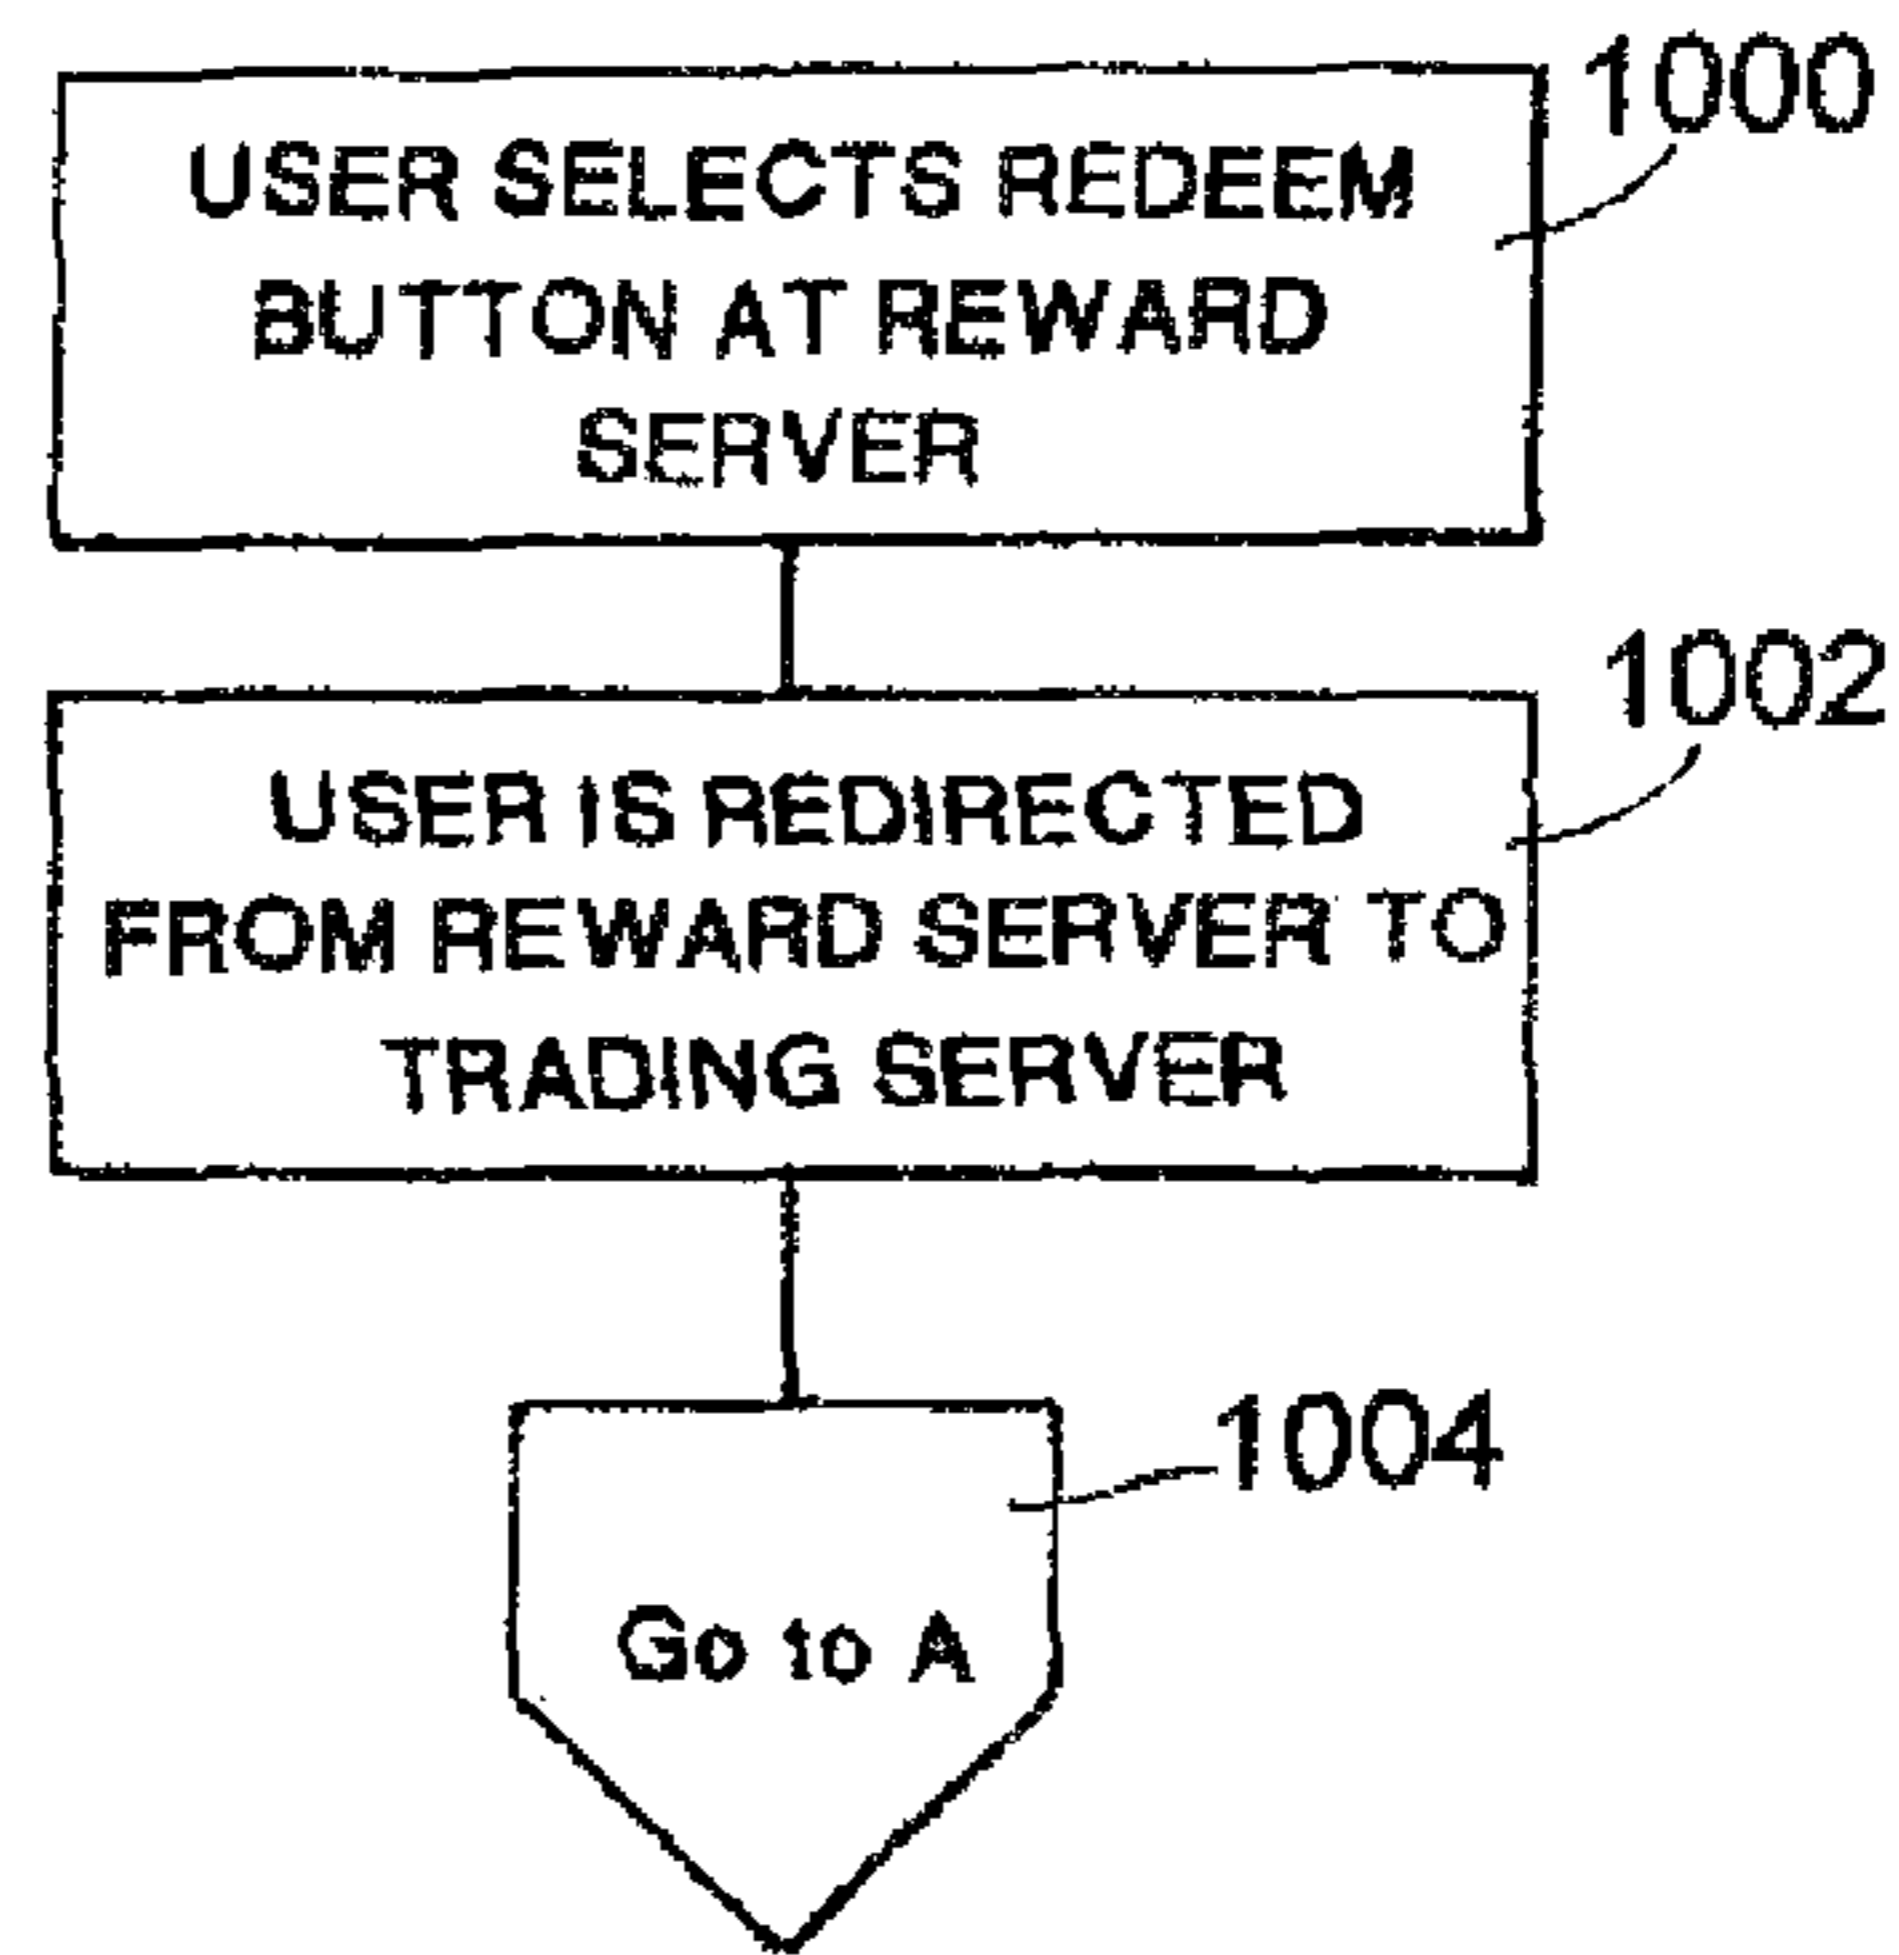 1000
USER SELECTS REDEEM
BUTTON AT REWARD
SERVER
1002
USER IS REDIRECTED
FROM REWARD SERVER TO
TRADING SERVER
1004
Go to A